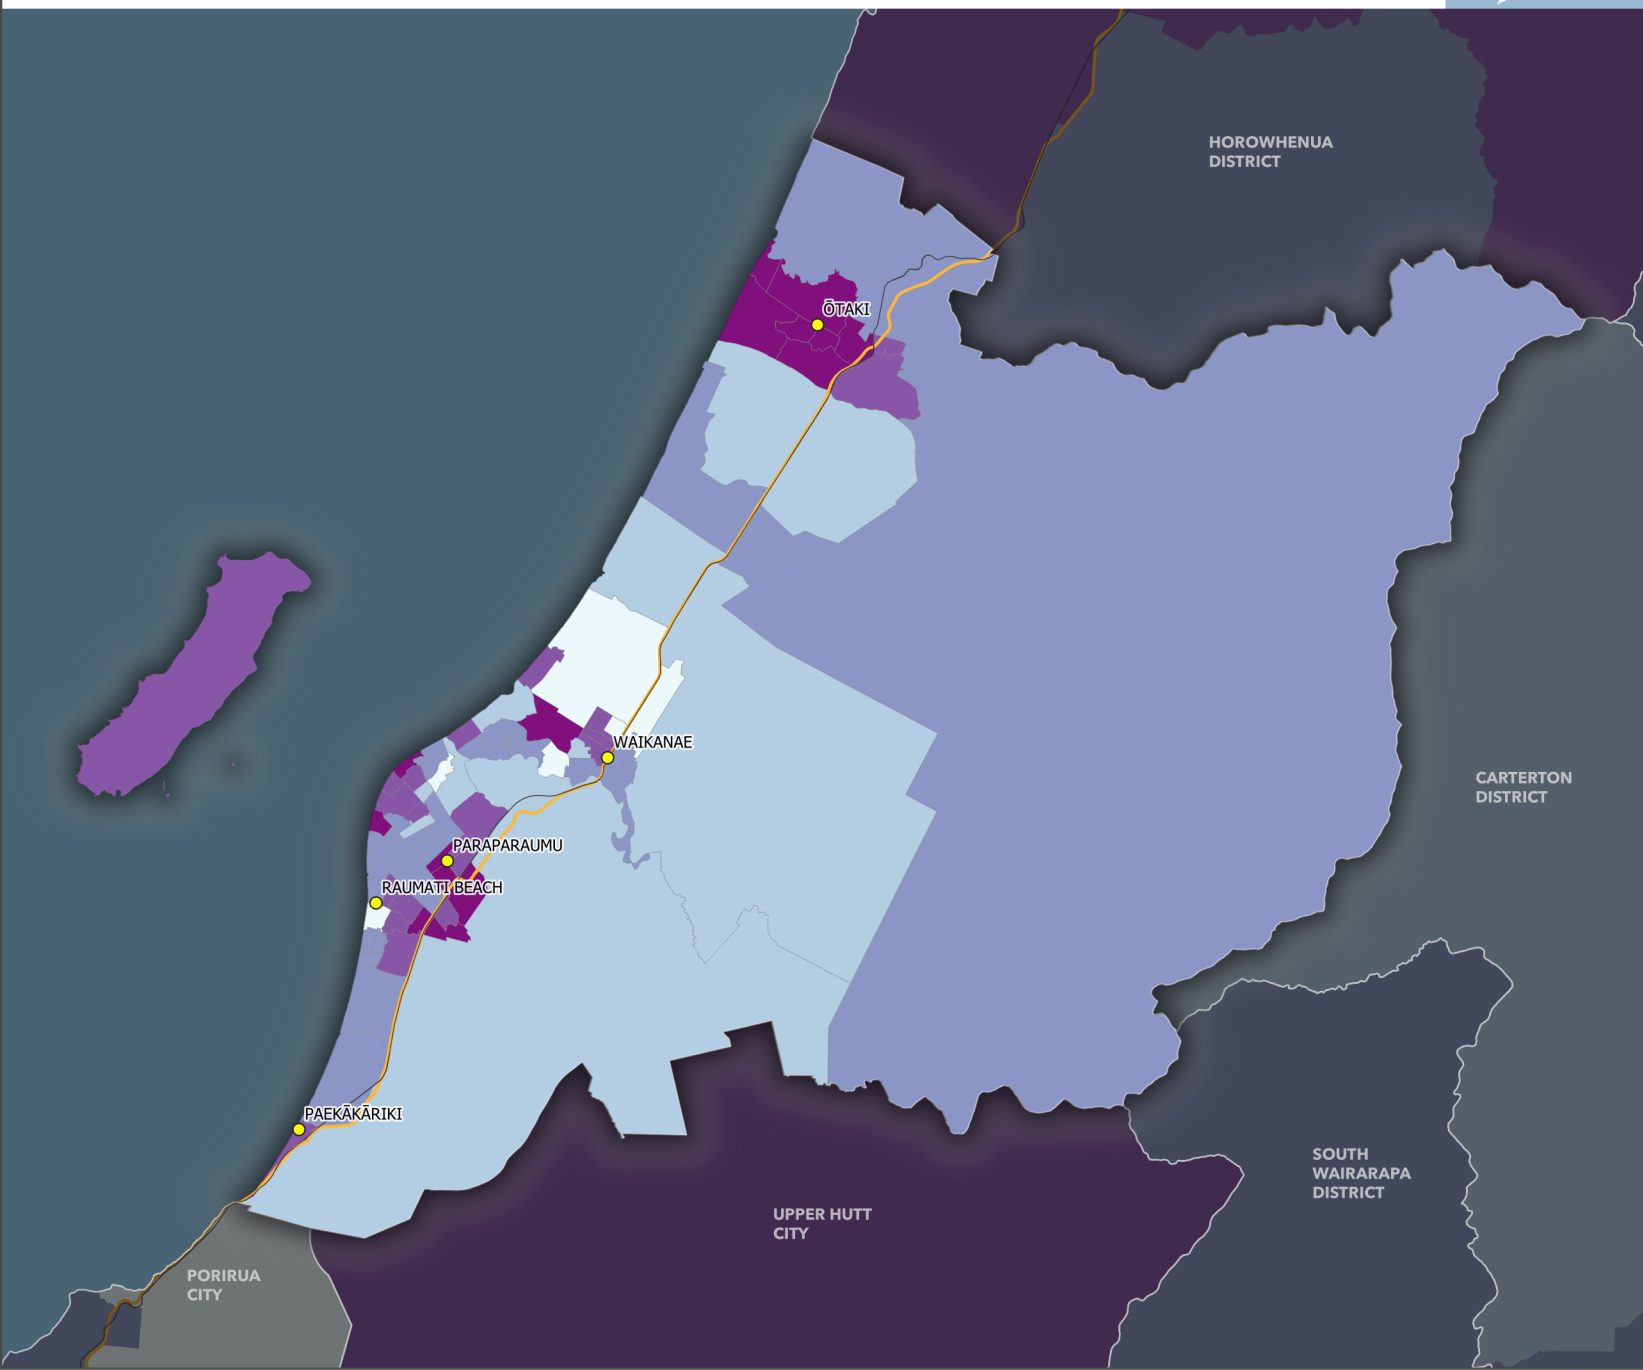 HOROWHENUA
DISTRICT
ŌTAKI
WAIKANAE
CARTERTON
DISTRICT
PARAPARAUMU
RAUMATI BEACH
PAEKĀKĀRIKI
SOUTH
WAIRARAPA
DISTRICT
UPPER HUTT
CITY
PORIRUA
CITY